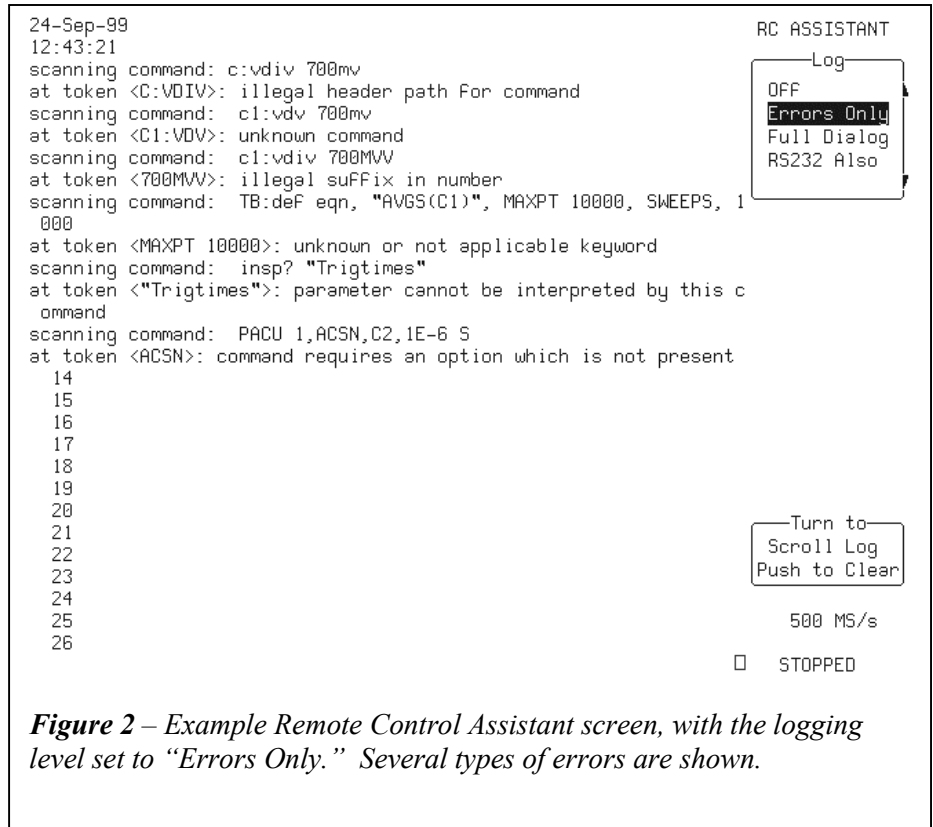 24-Sep-99
12:43:21
scanning command: c:vdiv 700mv
at token <C:VDIV>: illegal header path for command
scanning command:  c1:vdv 700mv
at token <C1:VDV>: unknown command
scanning command:  c1:vdiv 700MVV
at token <700MVV>: illegal suffix in number
scanning command:  TB:def eqn, "AVGS(C1)", MAXPT 10000, SWEEPS, 1
000
at token <MAXPT 10000>: unknown or not applicable keyword
scanning command:  insp? "Trigtimes"
at token <"Trigtimes">: parameter cannot be interpreted by this c
ommand
scanning command:  PACU 1,ACSN,C2,1E-6 S
at token <ACSN>: command requires an option which is not present
14
15
16
17
18
19
20
21
22
23
24
25
26
RC ASSISTANT
Log
OFF
Errors Only
Full Dialog
RS232 Also
Turn to
Scroll Log
Push to Clear
500 MS/s
STOPPED
Figure 2 – Example Remote Control Assistant screen, with the logging
level set to “Errors Only.”  Several types of errors are shown.